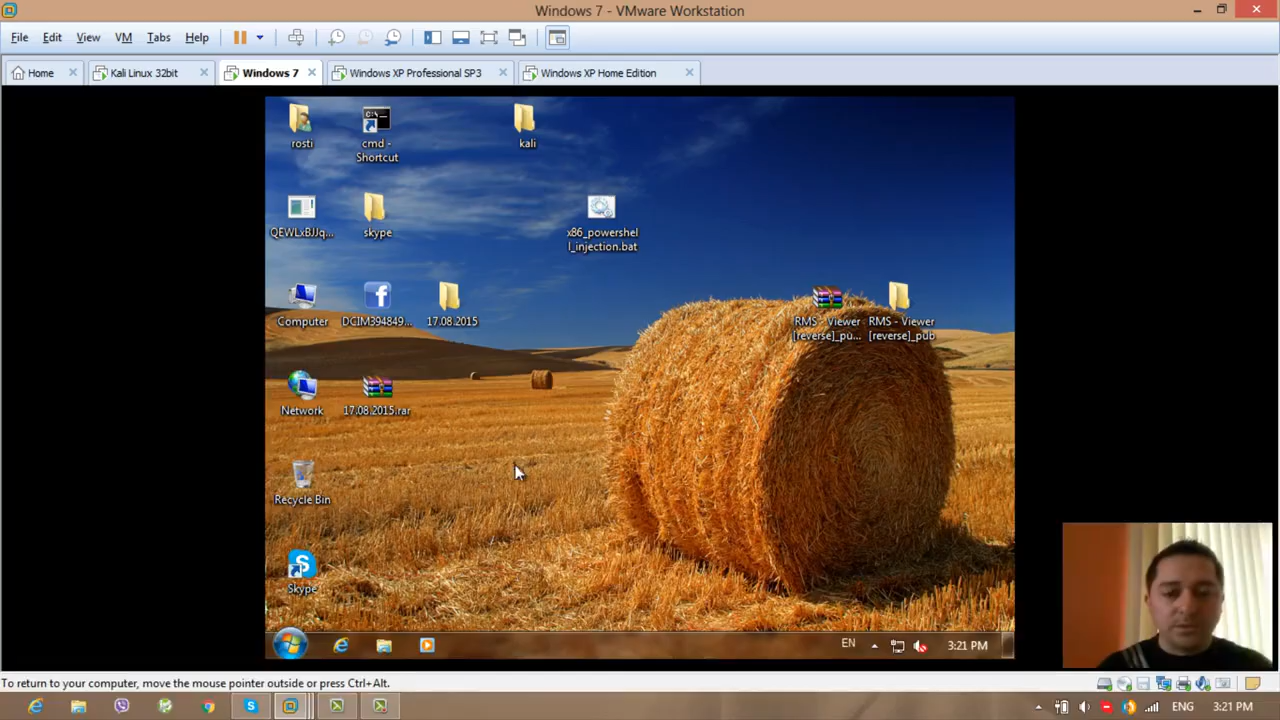 Windows 7 - VMware Workstation
File Edit View VM Tabs Help
Home Kali Linux 32bit Windows 7 Windows XP Professional SP3 Windows XP Home Edition
rosti
cmd -
Shortcut
kali
QEWLxBJJq...
skype
x86_powershel
l_injection.bat
Computer
DCIM394849...
17.08.2015
RMS - Viewer
[reverse]_pu...
RMS - Viewer
[reverse]_pub
Network
17.08.2015.rar
Recycle Bin
Skype
EN 3:21 PM
To return to your computer, move the mouse pointer outside or press Ctrl+Alt.
ENG 3:21 PM